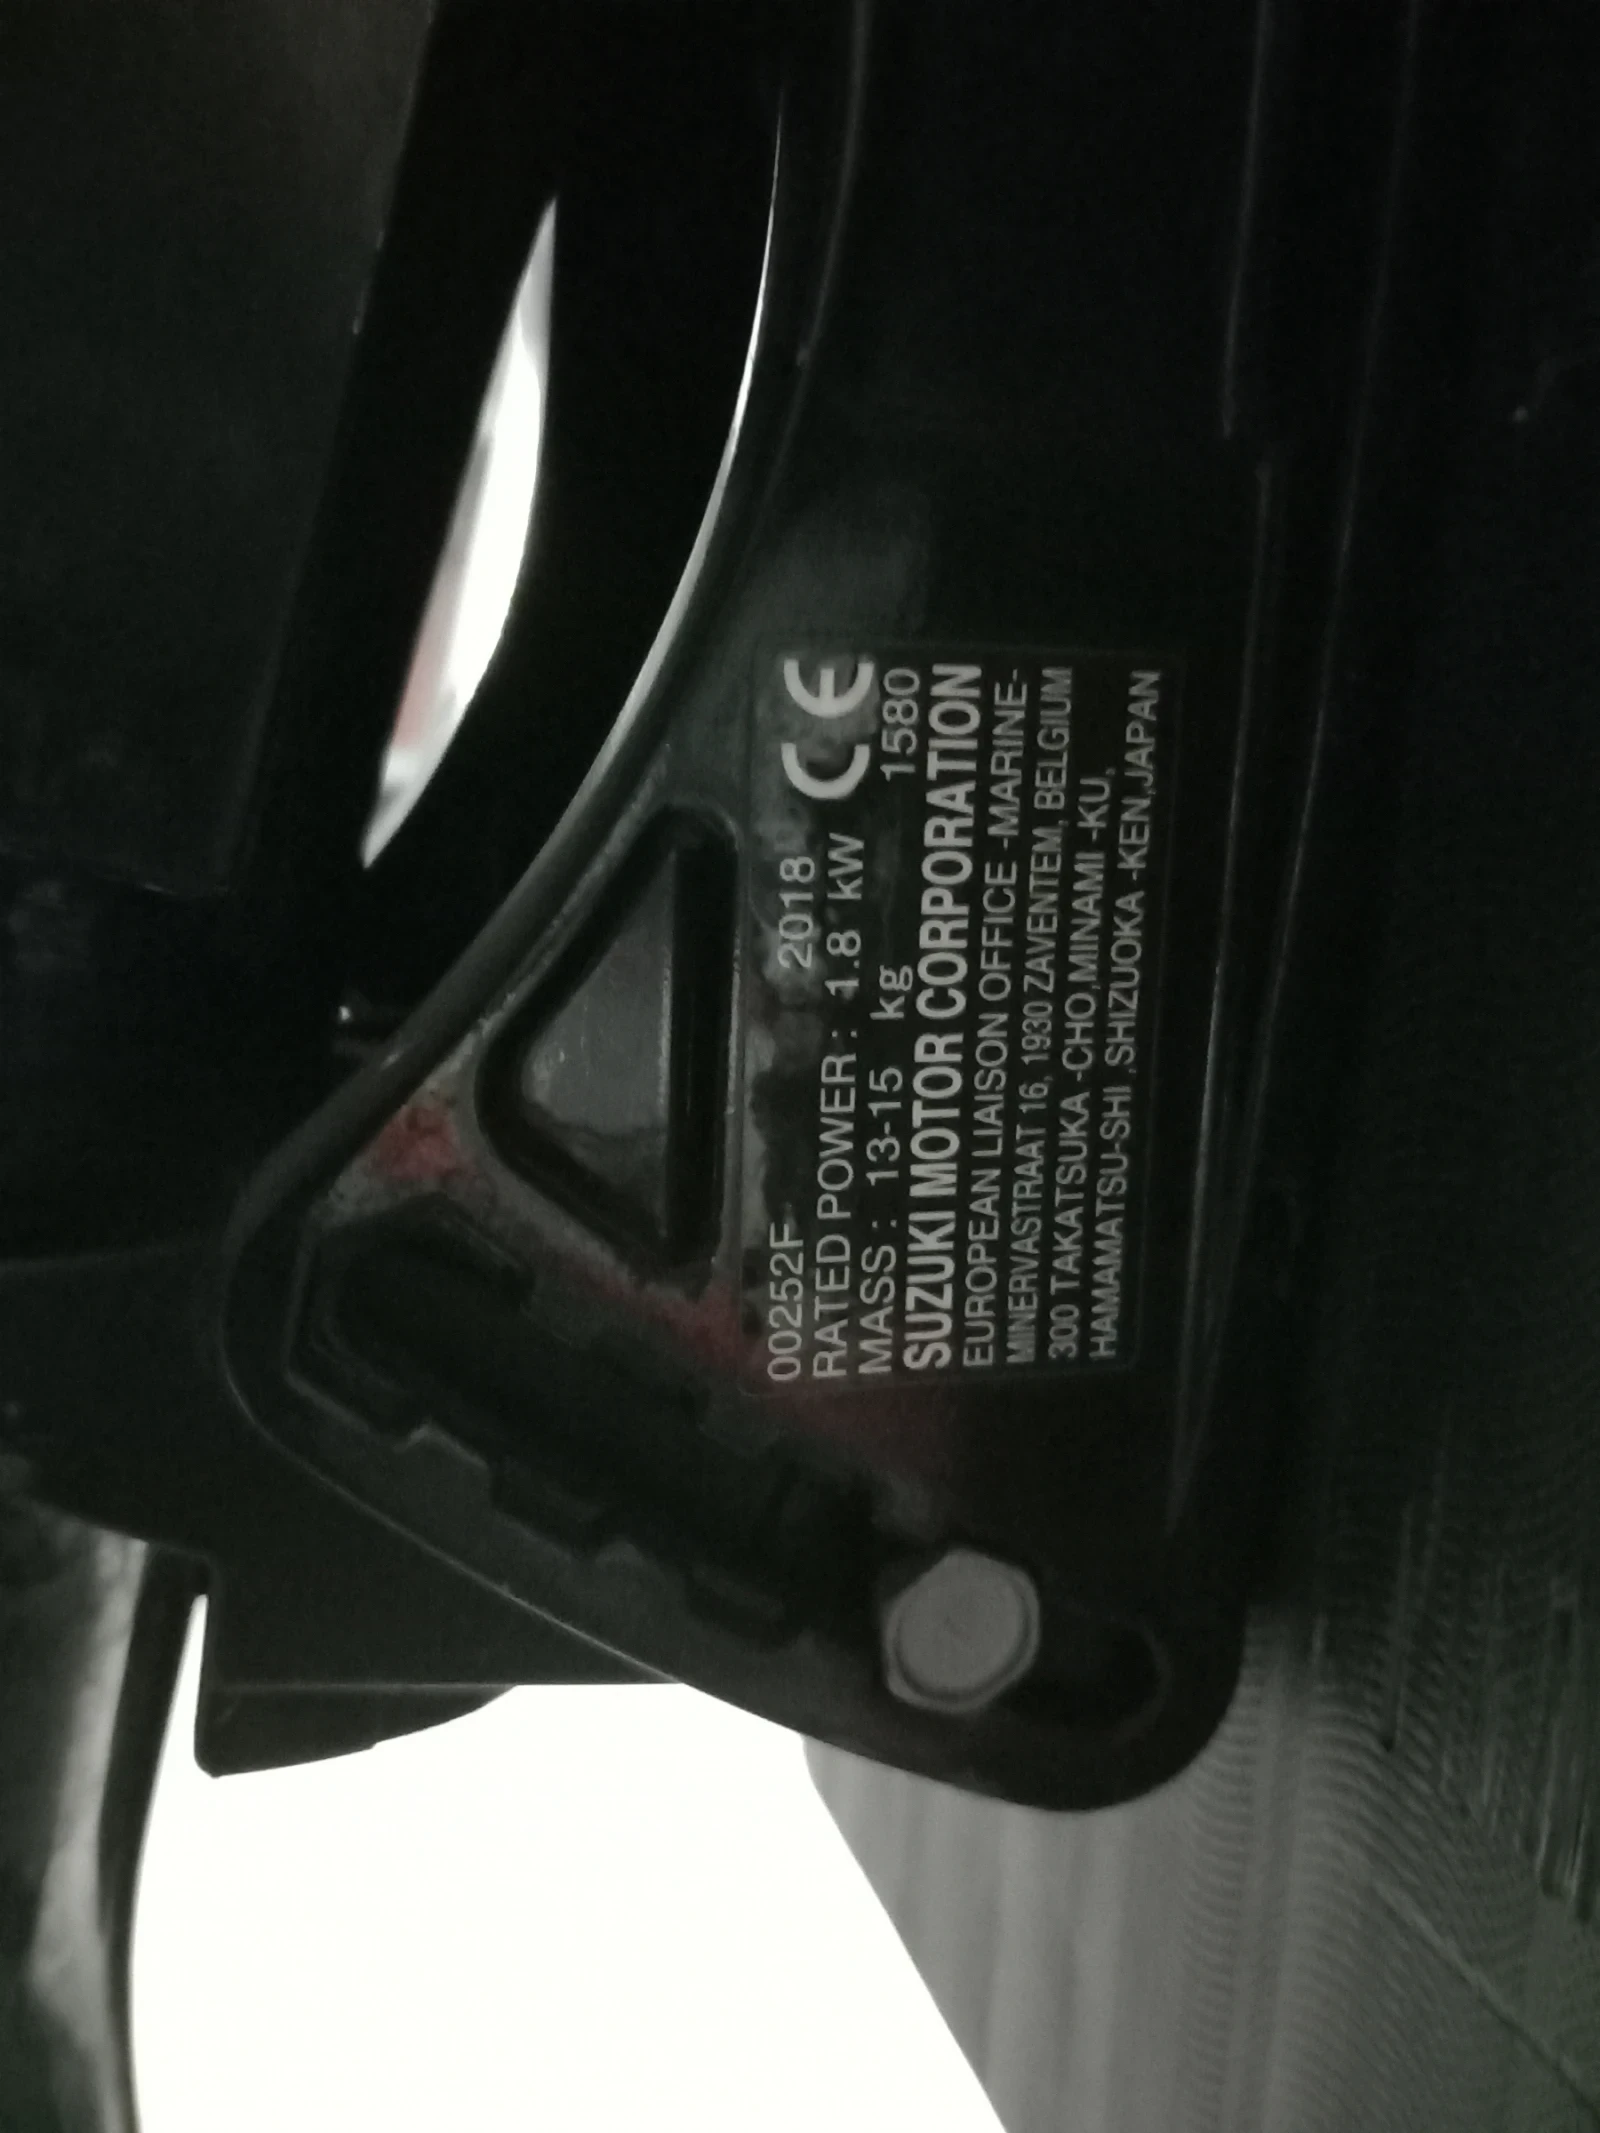 00252F 2018 CE
RATED POWER : 1.8 kW
MASS : 13-15 kg 1580
SUZUKI MOTOR CORPORATION
EUROPEAN LIAISON OFFICE -MARINE-
MINERVASTRAAT 16, 1930 ZAVENTEM, BELGIUM
300 TAKATSUKA -CHO,MINAMI -KU,
HAMAMATSU-SHI ,SHIZUOKA -KEN,JAPAN